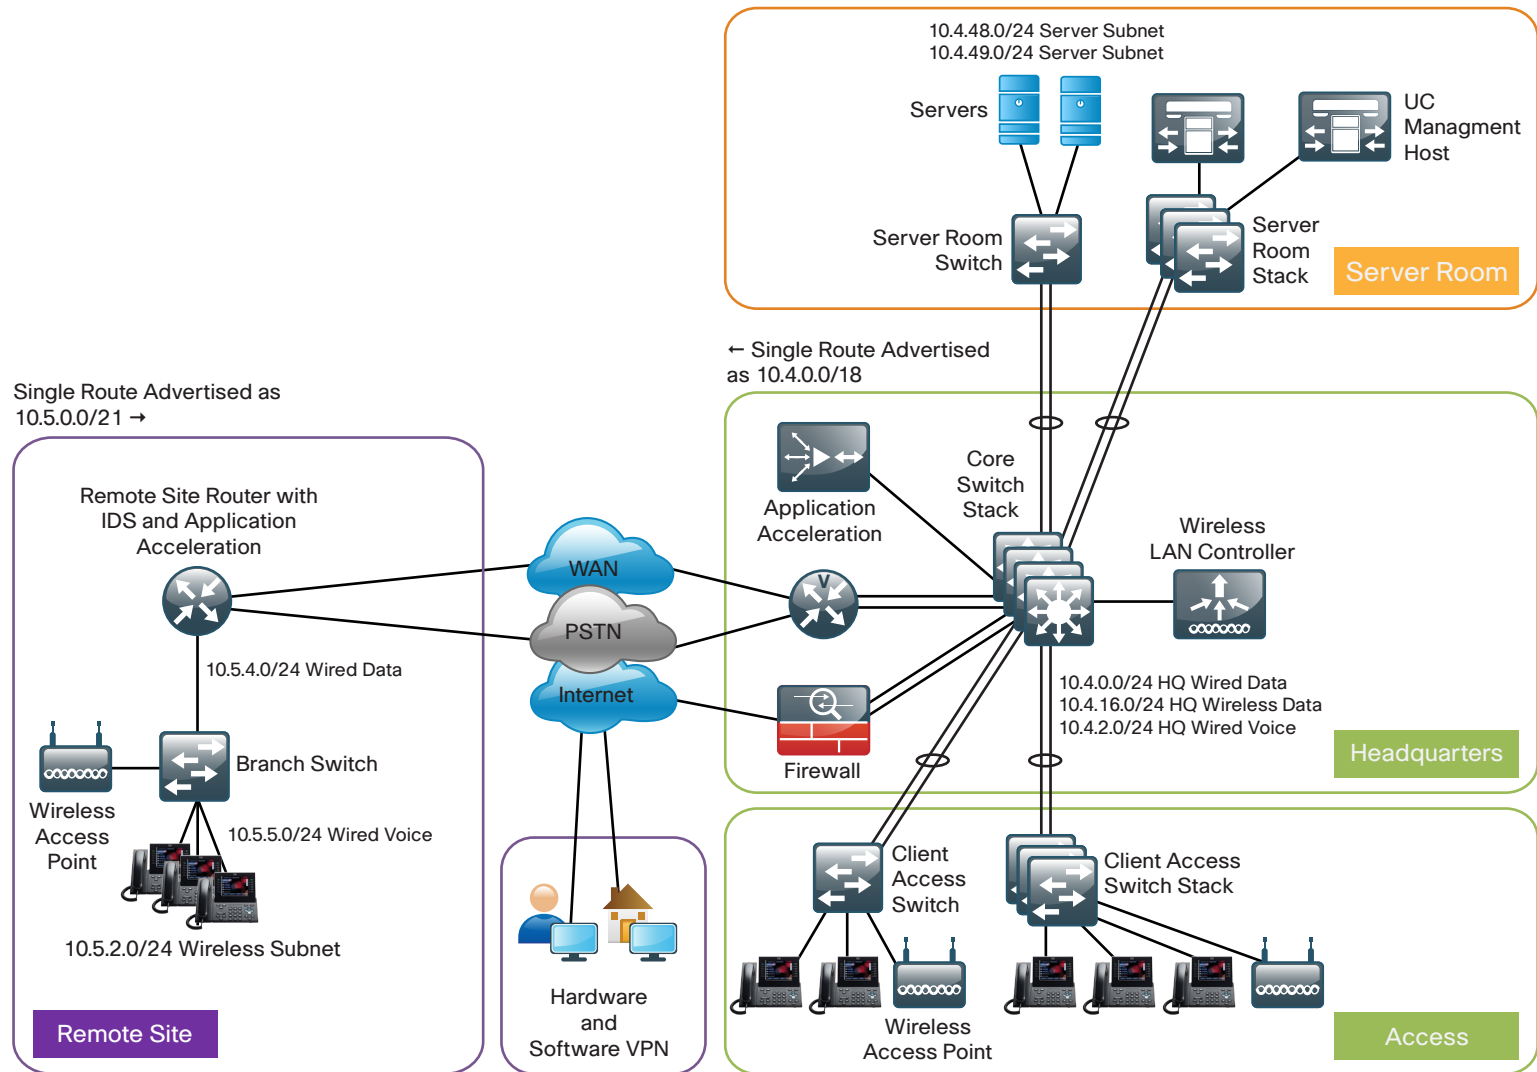 10.4.48.0/24 Server Subnet
10.4.49.0/24 Server Subnet
Servers
UC
Managment
Host
Server Room
Switch
Server
Room
Stack
Server Room
← Single Route Advertised
as 10.4.0.0/18
Single Route Advertised as
10.5.0.0/21 →
Remote Site Router with
IDS and Application
Acceleration
10.5.4.0/24 Wired Data
Branch Switch
Wireless
Access
Point
10.5.5.0/24 Wired Voice
10.5.2.0/24 Wireless Subnet
Remote Site
WAN
PSTN
Internet
Hardware
and
Software VPN
Application
Acceleration
Core
Switch
Stack
Wireless
LAN Controller
V
10.4.0.0/24 HQ Wired Data
10.4.16.0/24 HQ Wireless Data
10.4.2.0/24 HQ Wired Voice
Firewall
Headquarters
Client
Access
Switch
Client Access
Switch Stack
Wireless
Access Point
Access